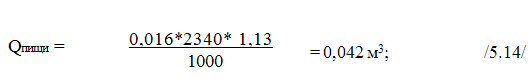 Qпищи = 0,016*2340* 1,13 / 1000 = 0,042 м³; /5.14/